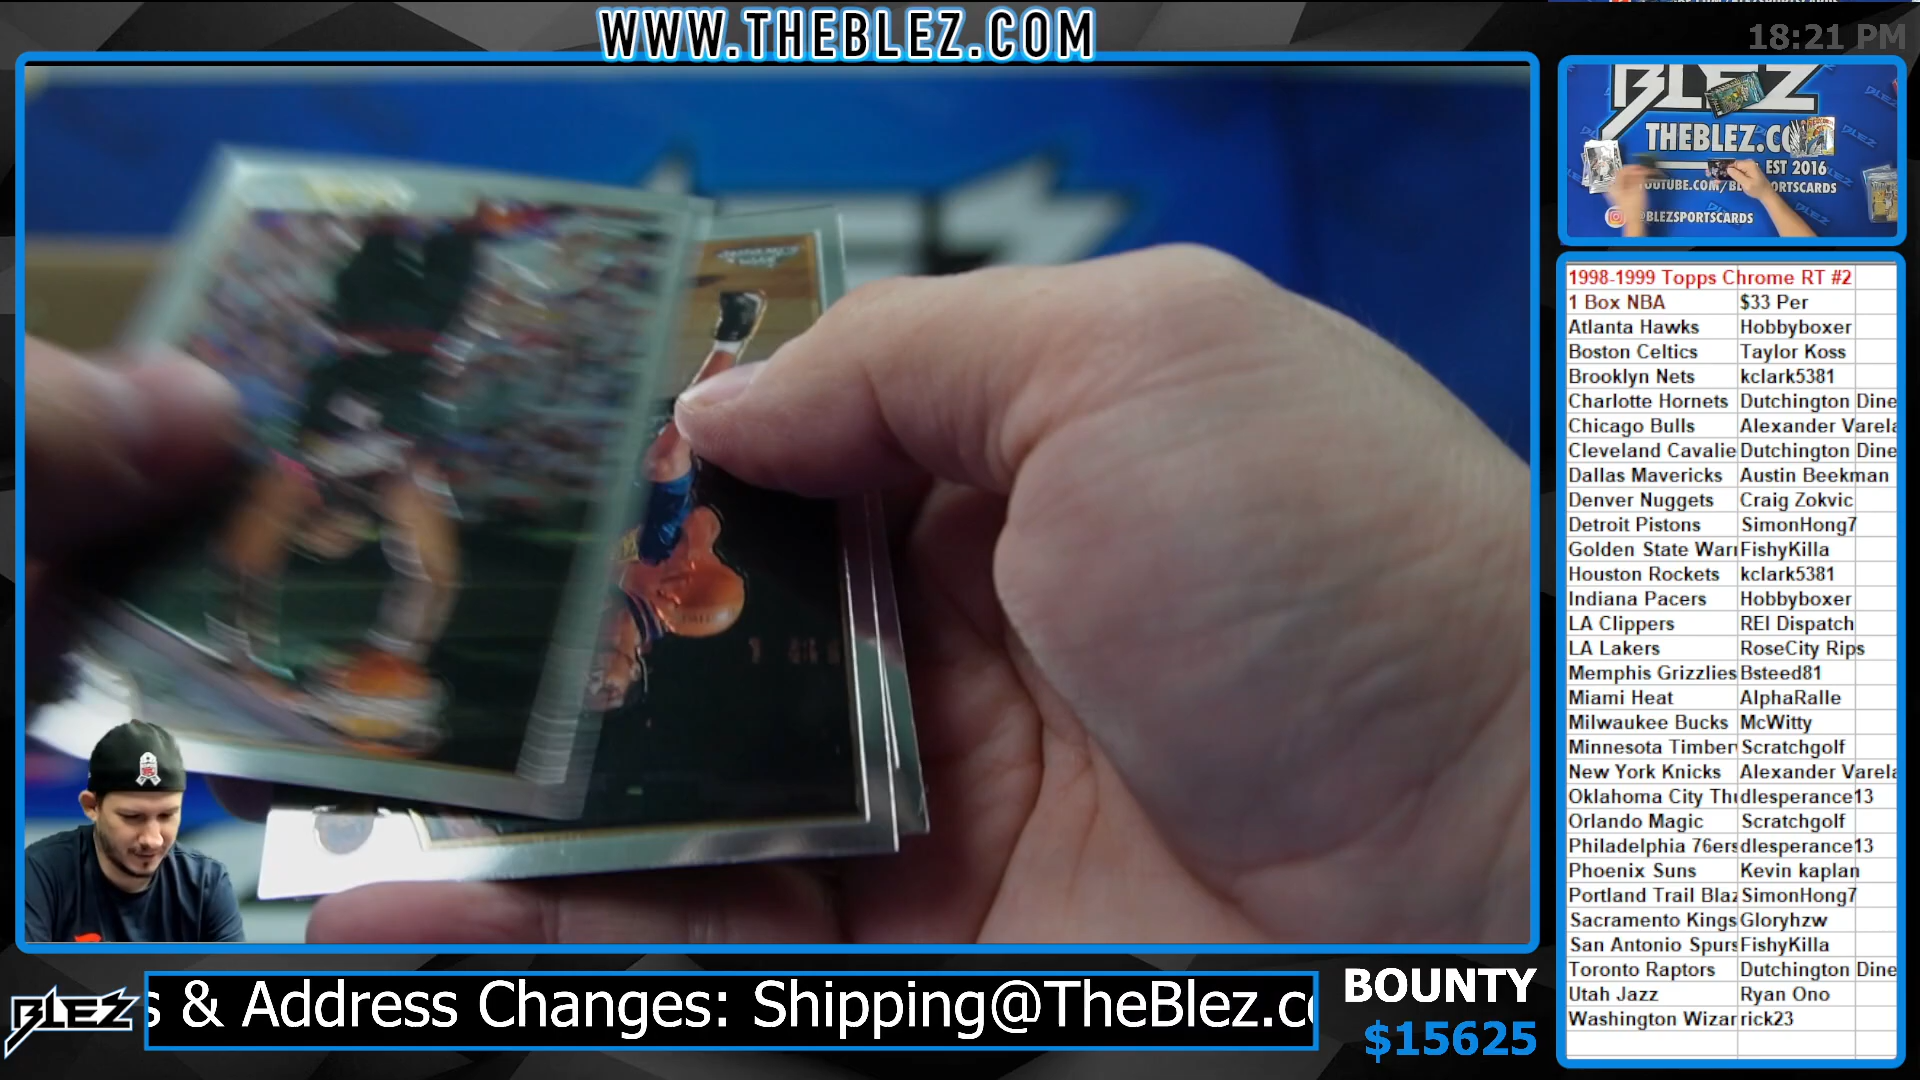 WWW.THEBLEZ.COM
18:21 PM
BLEZ
THEBLEZ.CO
EST 2016
@BLEZSPORTSCARDS
1998-1999 Topps Chrome RT #2
1 Box NBA $33 Per
Atlanta Hawks Hobbyboxer
Boston Celtics Taylor Koss
Brooklyn Nets kclark5381
Charlotte Hornets Dutchington Dine
Chicago Bulls Alexander Varela
Cleveland Cavalie Dutchington Dine
Dallas Mavericks Austin Beekman
Denver Nuggets Craig Zokvic
Detroit Pistons SimonHong7
Golden State Warr FishyKilla
Houston Rockets kclark5381
Indiana Pacers Hobbyboxer
LA Clippers REI Dispatch
LA Lakers RoseCity Rips
Memphis Grizzlies Bsteed81
Miami Heat AlphaRalle
Milwaukee Bucks McWitty
Minnesota Timber Scratchgolf
New York Knicks Alexander Varela
Oklahoma City Thu dlesperance13
Orlando Magic Scratchgolf
Philadelphia 76ers dlesperance13
Phoenix Suns Kevin kaplan
Portland Trail Blaz SimonHong7
Sacramento Kings Gloryhzw
San Antonio Spurs FishyKilla
Toronto Raptors Dutchington Dine
Utah Jazz Ryan Ono
Washington Wizar rick23
BLEZ
s & Address Changes: Shipping@TheBlez.co
BOUNTY
$15625